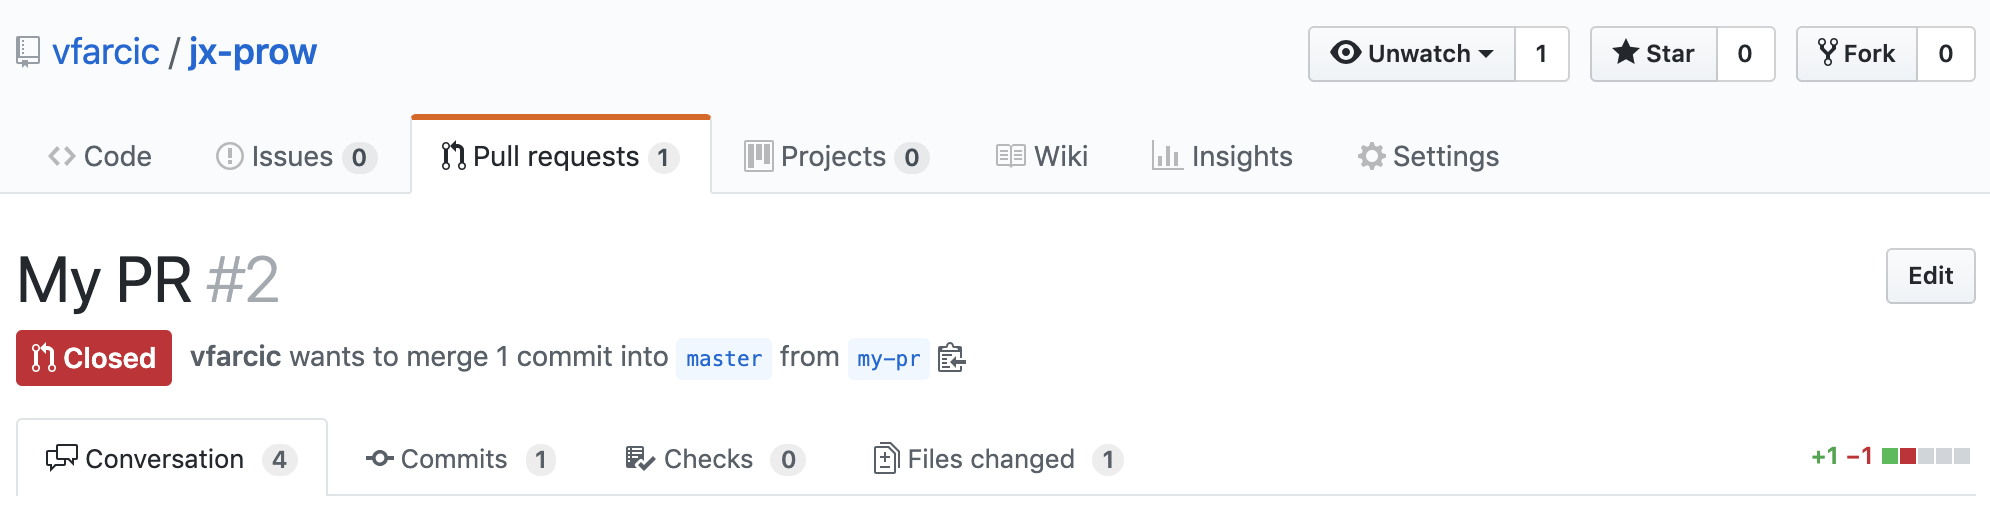 vfarcic / jx-prow Unwatch 1 Star 0 Fork 0
Code Issues 0 Pull requests 1 Projects 0 Wiki Insights Settings
My PR #2 Edit
Closed vfarcic wants to merge 1 commit into master from my-pr
Conversation 4 Commits 1 Checks 0 Files changed 1 +1 −1